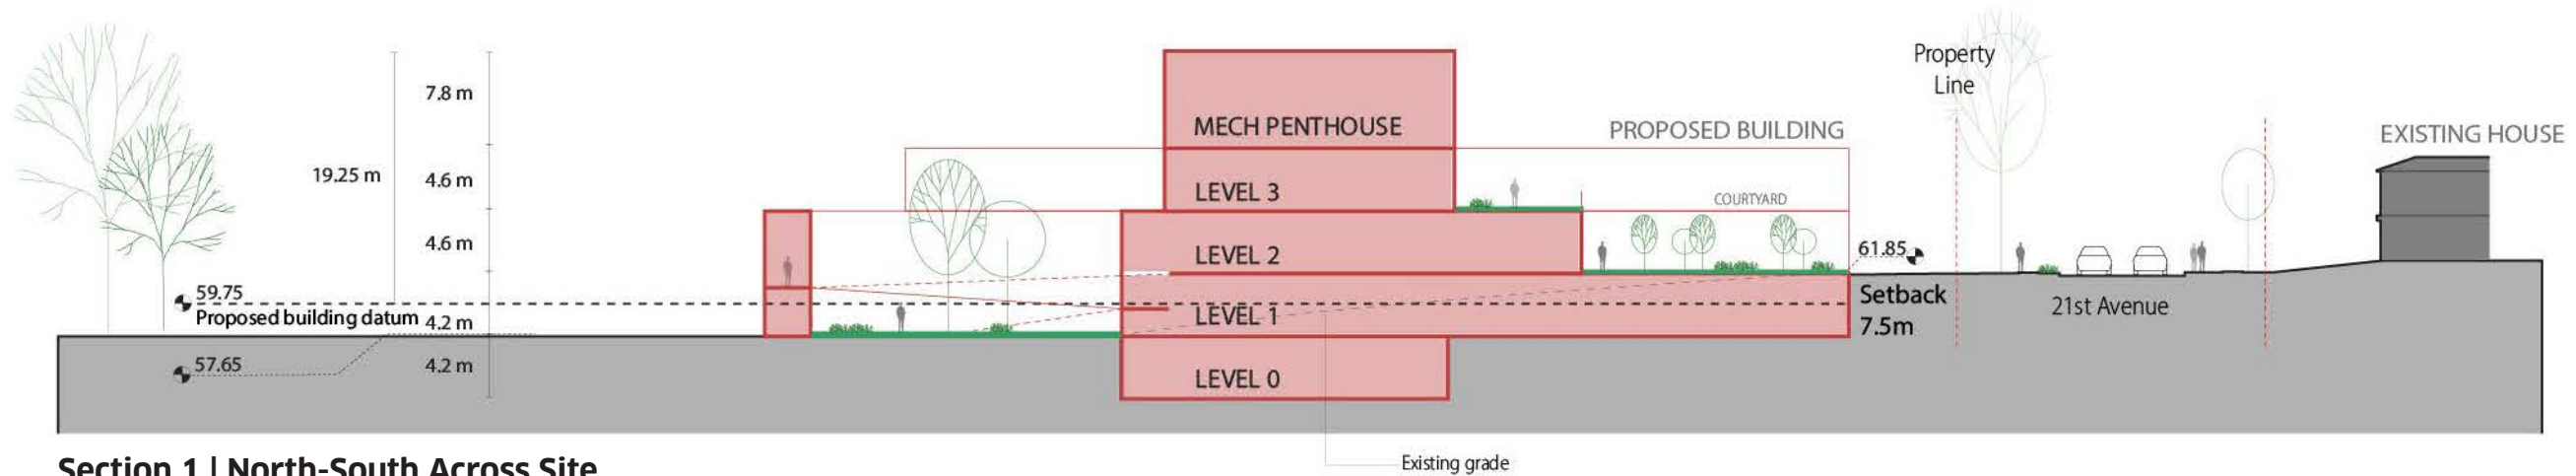 Property
Line
7.8 m
MECH PENTHOUSE
PROPOSED BUILDING
EXISTING HOUSE
19.25 m
4.6 m
LEVEL 3
COURTYARD
4.6 m
LEVEL 2
61.85
59.75
Proposed building datum
4.2 m
LEVEL 1
Setback
7.5m
21st Avenue
57.65
4.2 m
LEVEL 0
Existing grade
Section 1 | North-South Across Site